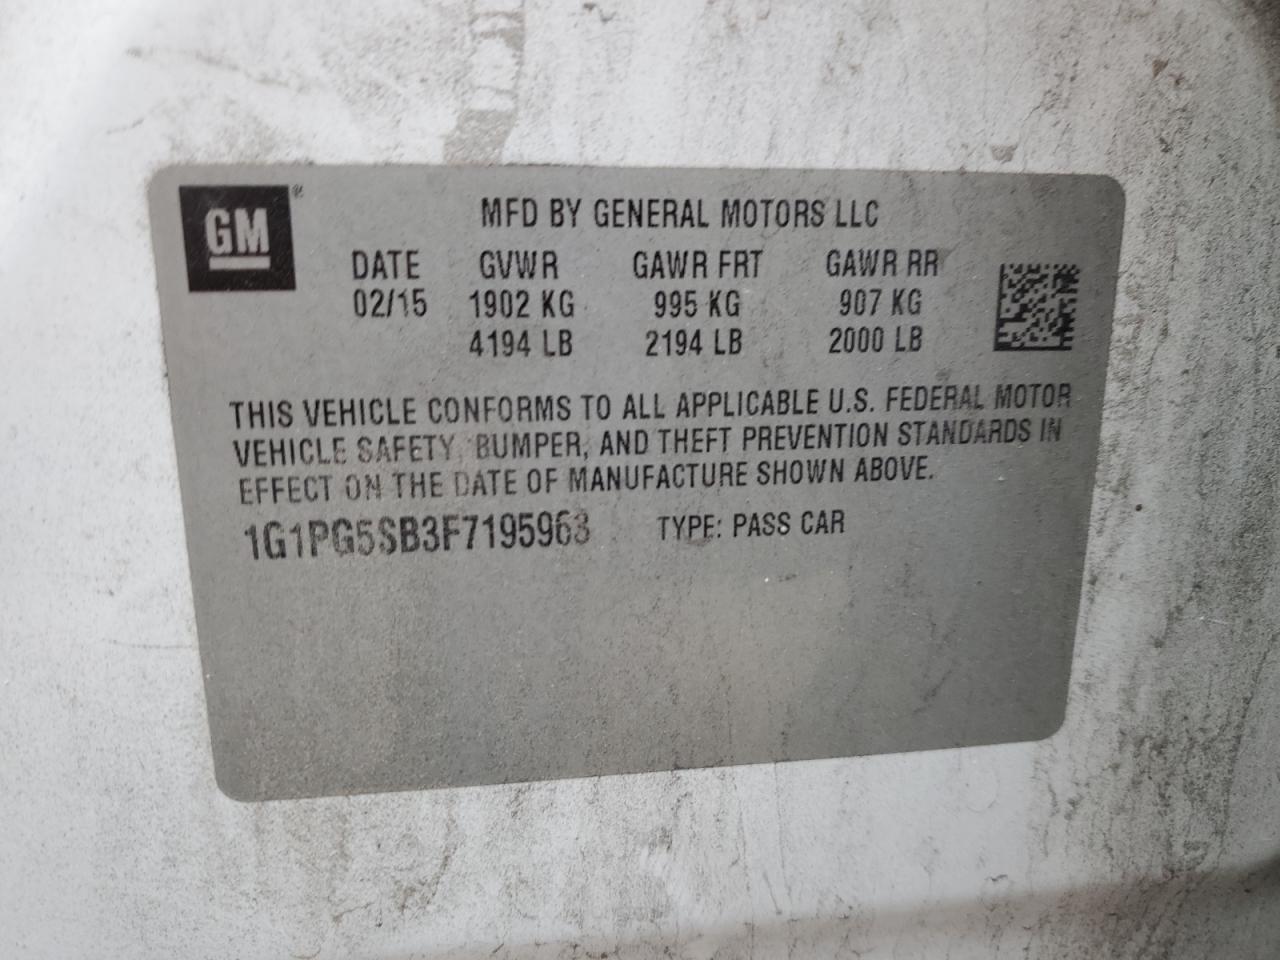 GM®
MFD BY GENERAL MOTORS LLC
DATE GVWR GAWR FRT GAWR RR
02/15 1902 KG 995 KG 907 KG
4194 LB 2194 LB 2000 LB
THIS VEHICLE CONFORMS TO ALL APPLICABLE U.S. FEDERAL MOTOR
VEHICLE SAFETY, BUMPER, AND THEFT PREVENTION STANDARDS IN
EFFECT ON THE DATE OF MANUFACTURE SHOWN ABOVE.
1G1PG5SB3F7195963 TYPE: PASS CAR